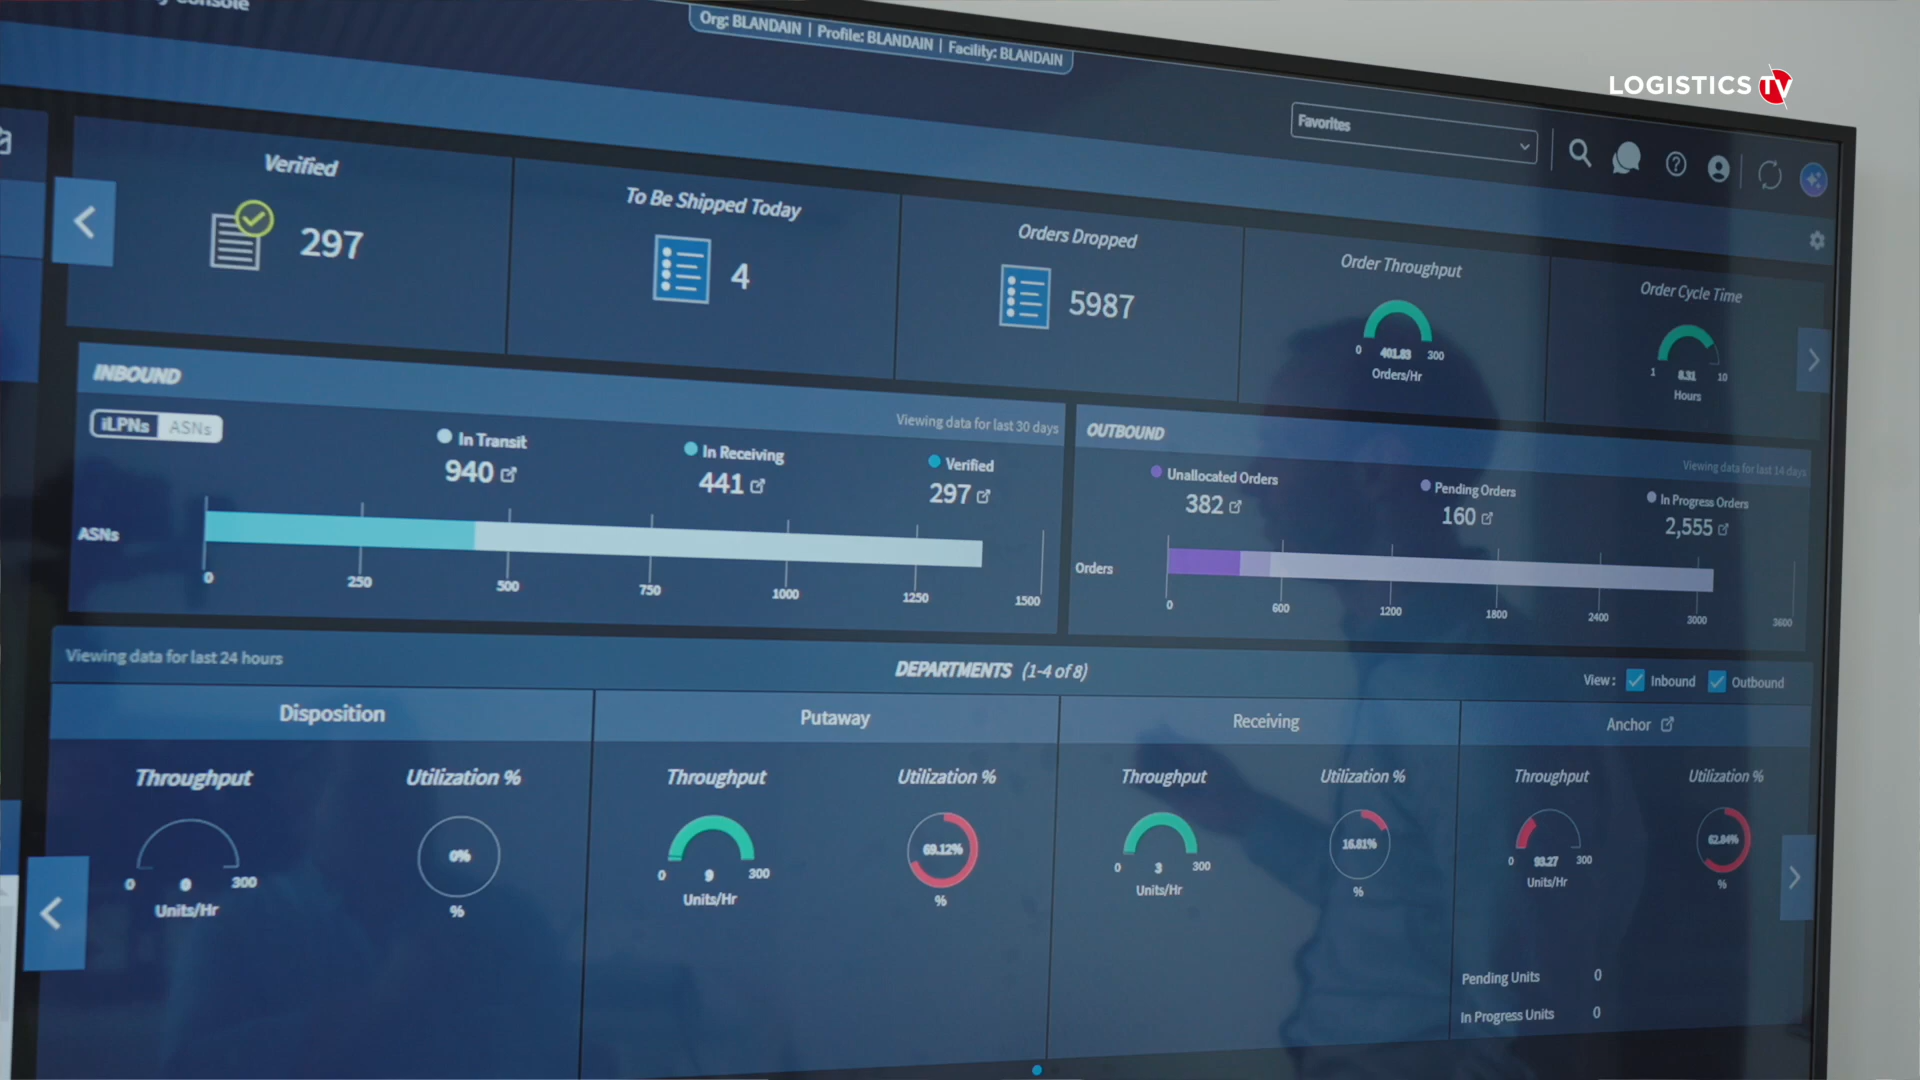 Console
Org: BLANDAIN | Profile: BLANDAIN | Facility: BLANDAIN
LOGISTICS TV
Favorites
Verified
297
To Be Shipped Today
4
Orders Dropped
5987
Order Throughput
0 401.83 300
Orders/Hr
Order Cycle Time
1 8.31 10
Hours
INBOUND
Viewing data for last 30 days
iLPNs ASNs
In Transit
940
In Receiving
441
Verified
297
ASNs
0 250 500 750 1000 1250 1500
OUTBOUND
Viewing data for last 14 days
Unallocated Orders
382
Pending Orders
160
In Progress Orders
2,555
Orders
0 600 1200 1800 2400 3000 3600
Viewing data for last 24 hours
DEPARTMENTS (1-4 of 8)
View: Inbound Outbound
Disposition
Throughput
0 0 300
Units/Hr
Utilization %
0%
%
Putaway
Throughput
0 9 300
Units/Hr
Utilization %
69.12%
%
Receiving
Throughput
0 3 300
Units/Hr
Utilization %
16.81%
%
Anchor
Throughput
0 93.27 300
Units/Hr
Utilization %
62.84%
%
Pending Units 0
In Progress Units 0